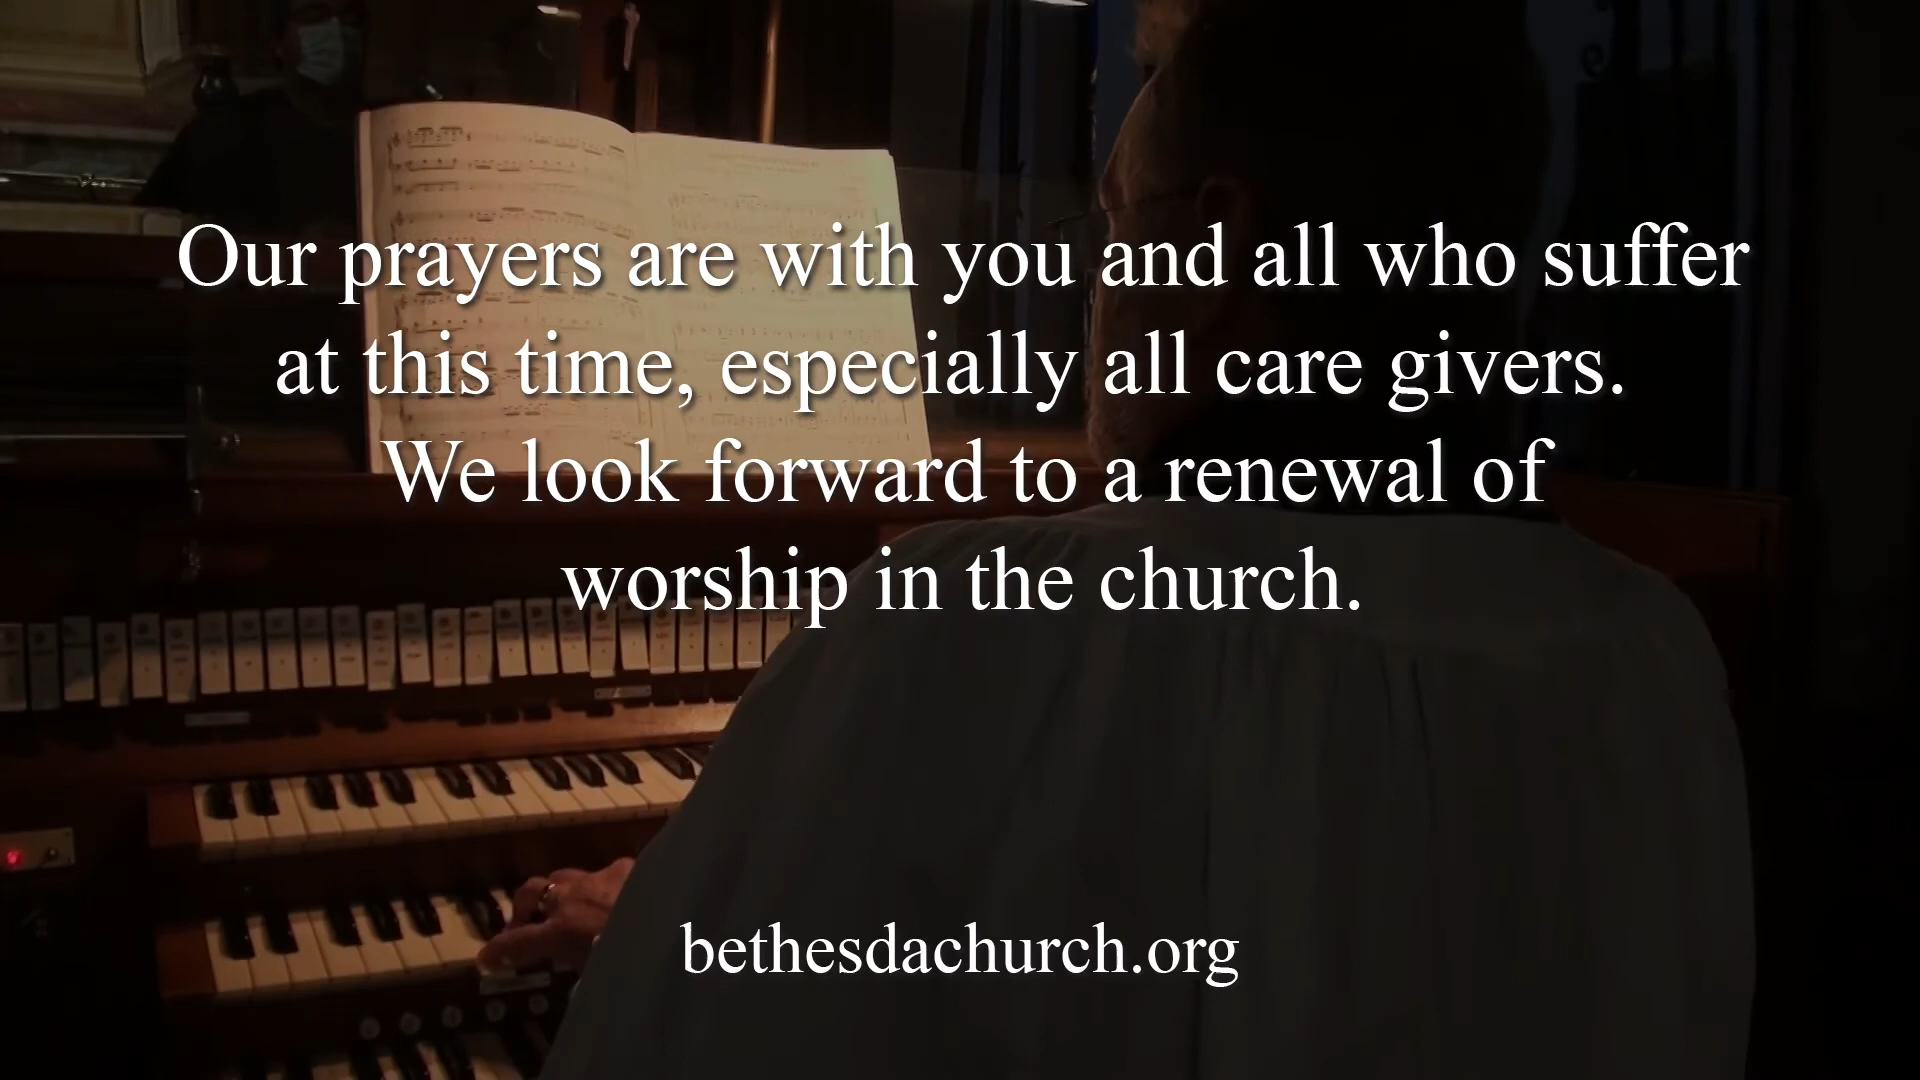 Our prayers are with you and all who suffer
at this time, especially all care givers.
We look forward to a renewal of
worship in the church.
bethesdachurch.org